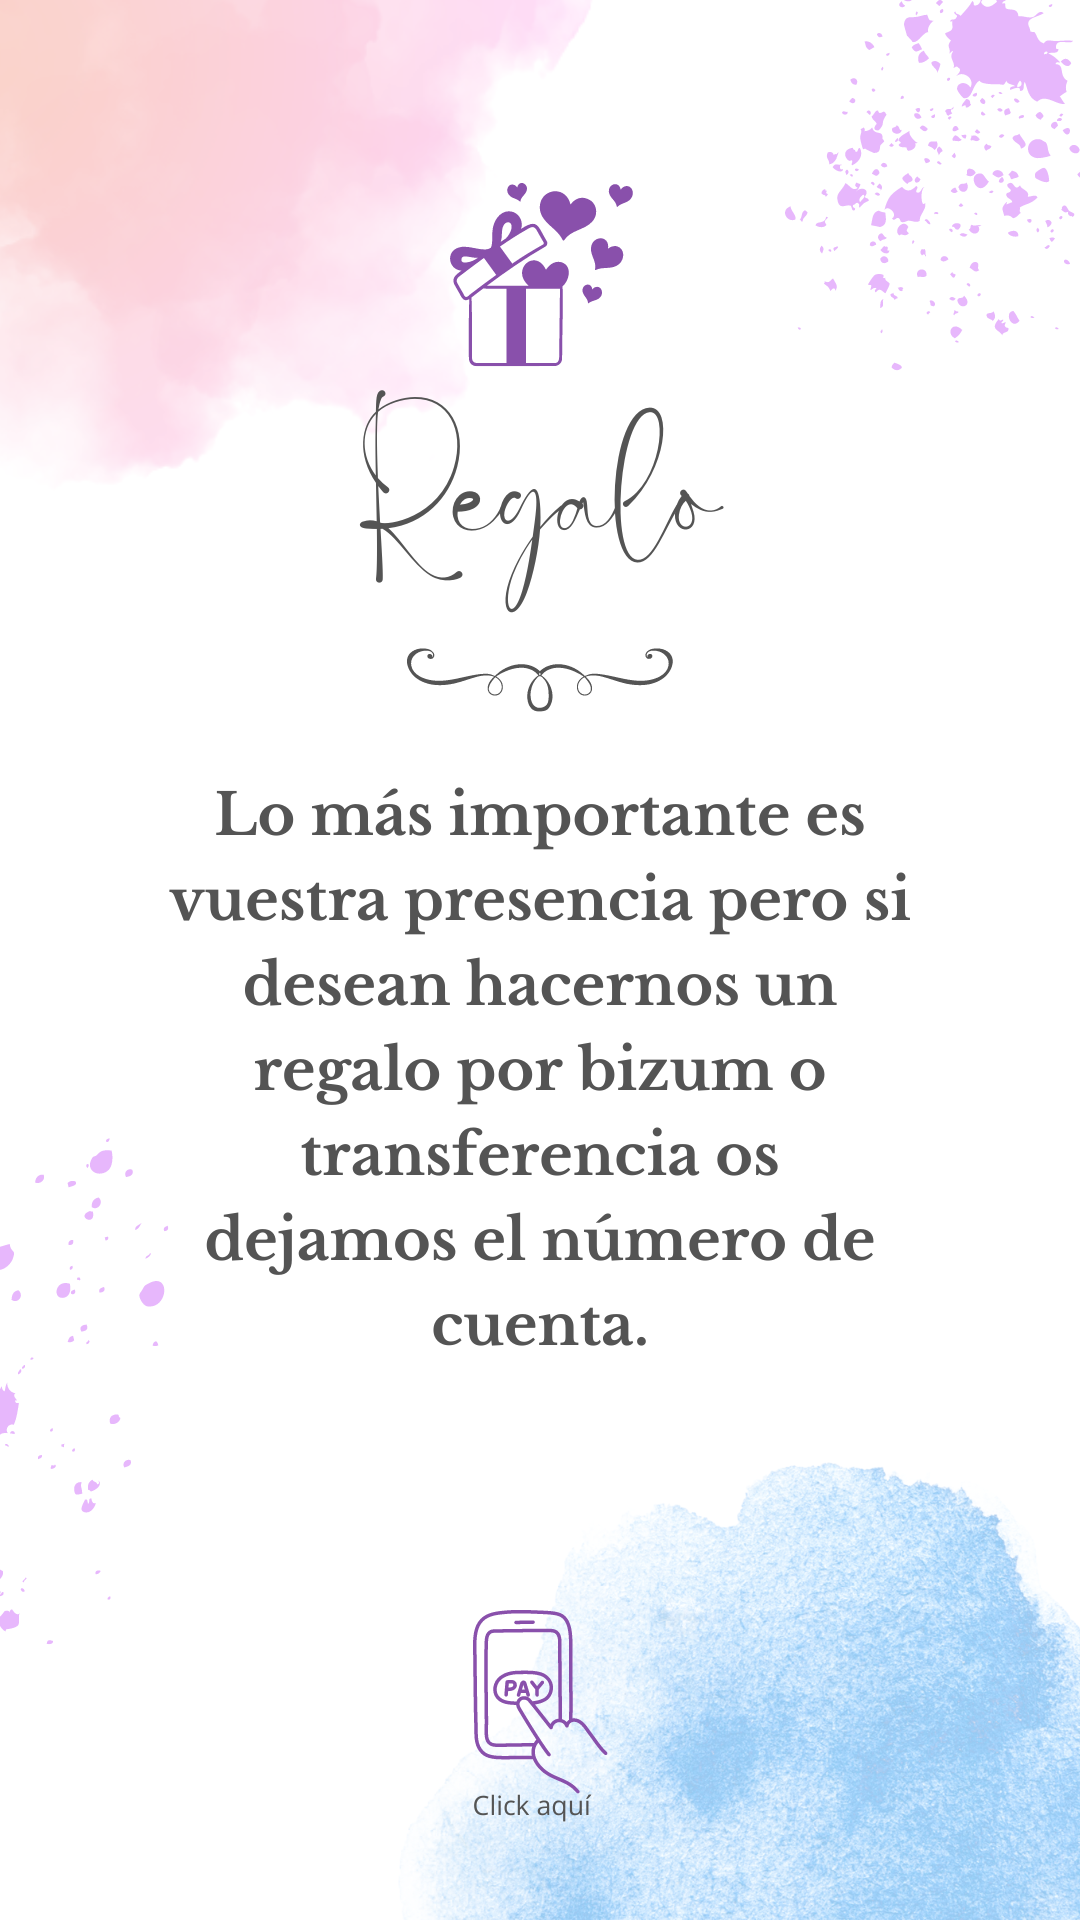 Regalo
Lo más importante es
vuestra presencia pero si
desean hacernos un
regalo por bizum o
transferencia os
dejamos el número de
cuenta.
PAY
Click aquí